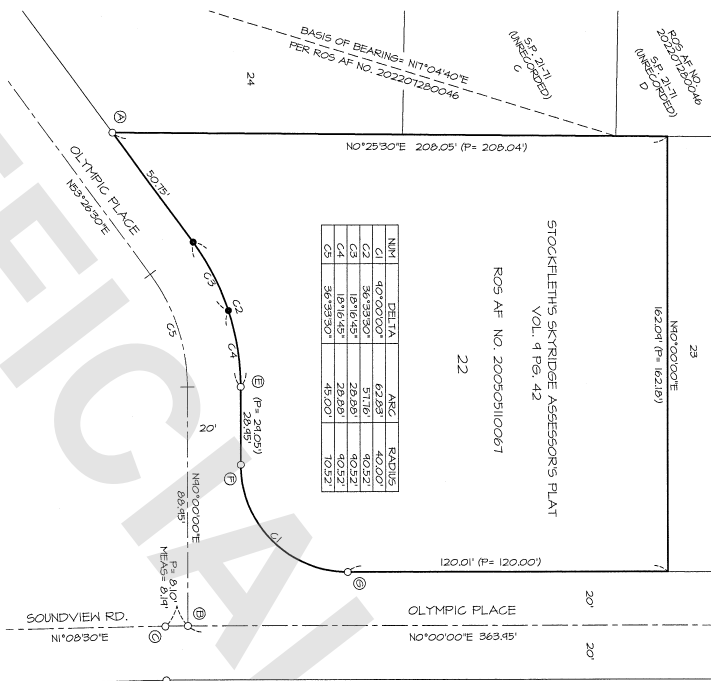 BASIS OF BEARING= N17°04'40"E
PER ROS AF NO. 202207280046
S.P. 21-71
(UNRECORDED)
C
ROS AF NO.
202207280046
S.P. 21-71
(UNRECORDED)
D
24
A
N0°25'30"E 208.05' (P= 208.04')
50.75'
OLYMPIC PLACE
N53°26'30"E
C3
C2
C4
C5
NUM DELTA ARC RADIUS
C1 90°00'00" 62.83' 40.00'
C2 36°33'30" 57.76' 90.52'
C3 18°16'45" 28.88' 90.52'
C4 18°16'45" 28.88' 90.52'
C5 36°33'30" 45.00' 70.52'
STOCKFLETH'S SKYRIDGE ASSESSOR'S PLAT
VOL. 9 PG. 42
ROS AF NO. 200505110067
22
23
N90°00'00"E
162.09' (P= 162.18')
E
(P= 29.05')
28.95'
20'
F
N90°00'00"E
88.95'
C1
G
120.01' (P= 120.00')
P= 8.10'
MEAS= 8.19'
B
C
SOUNDVIEW RD.
N1°08'30"E
OLYMPIC PLACE
N0°00'00"E 363.95'
20'
20'
FICIAL